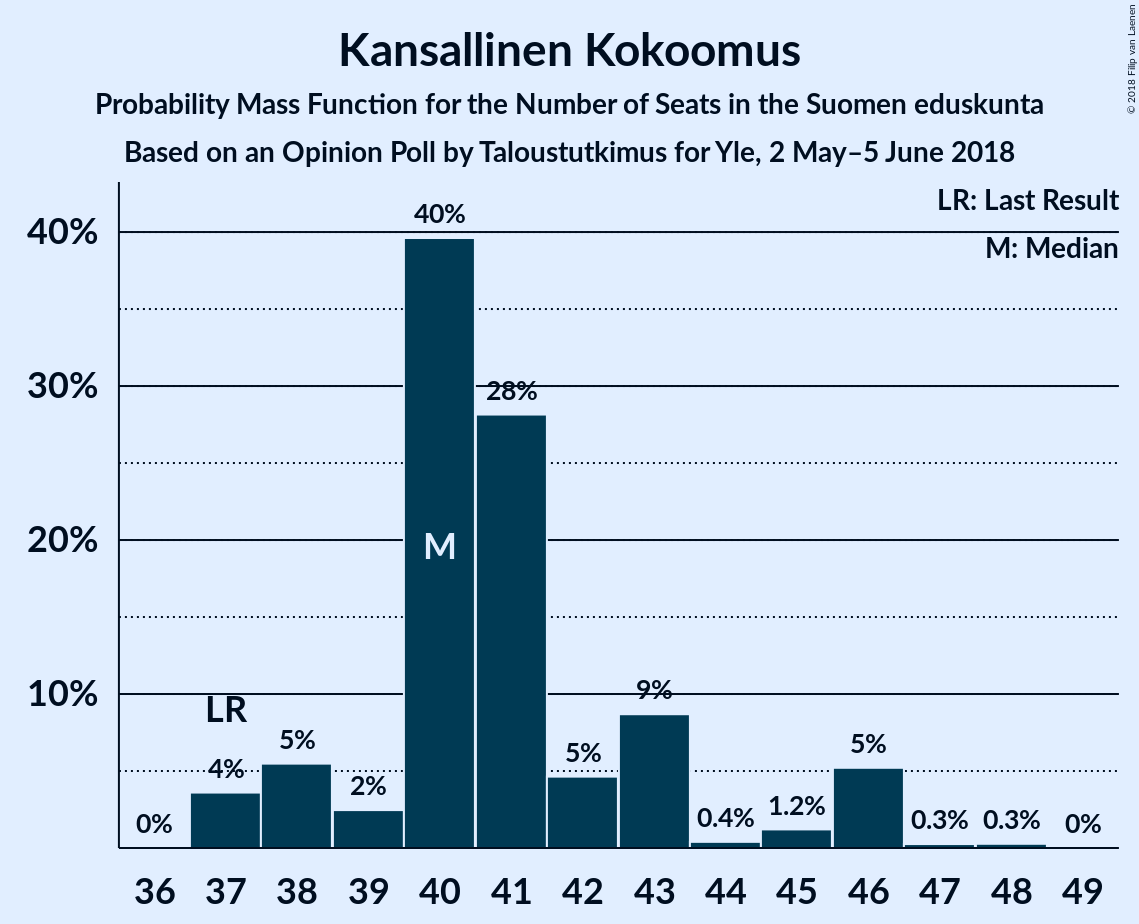 Kansallinen Kokoomus
Probability Mass Function for the Number of Seats in the Suomen eduskunta
Based on an Opinion Poll by Taloustutkimus for Yle, 2 May–5 June 2018
© 2018 Filip van Laenen
LR: Last Result
M: Median
40%
30%
20%
10%
0%
LR
4%
5%
2%
40%
M
28%
5%
9%
0.4%
1.2%
5%
0.3%
0.3%
0%
36 37 38 39 40 41 42 43 44 45 46 47 48 49